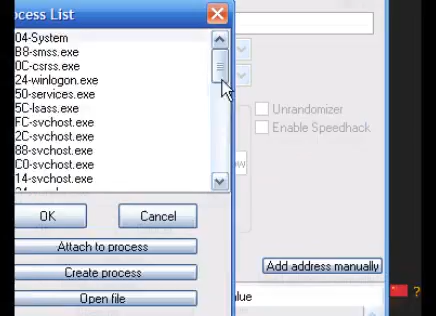 ocess List
04-System
B8-smss.exe
0C-csrss.exe
24-winlogon.exe
50-services.exe
5C-lsass.exe
FC-svchost.exe
2C-svchost.exe
88-svchost.exe
C0-svchost.exe
14-svchost.exe
OK
Cancel
Attach to process
Create process
Open file
Unrandomizer
Enable Speedhack
Add address manually
alue
?